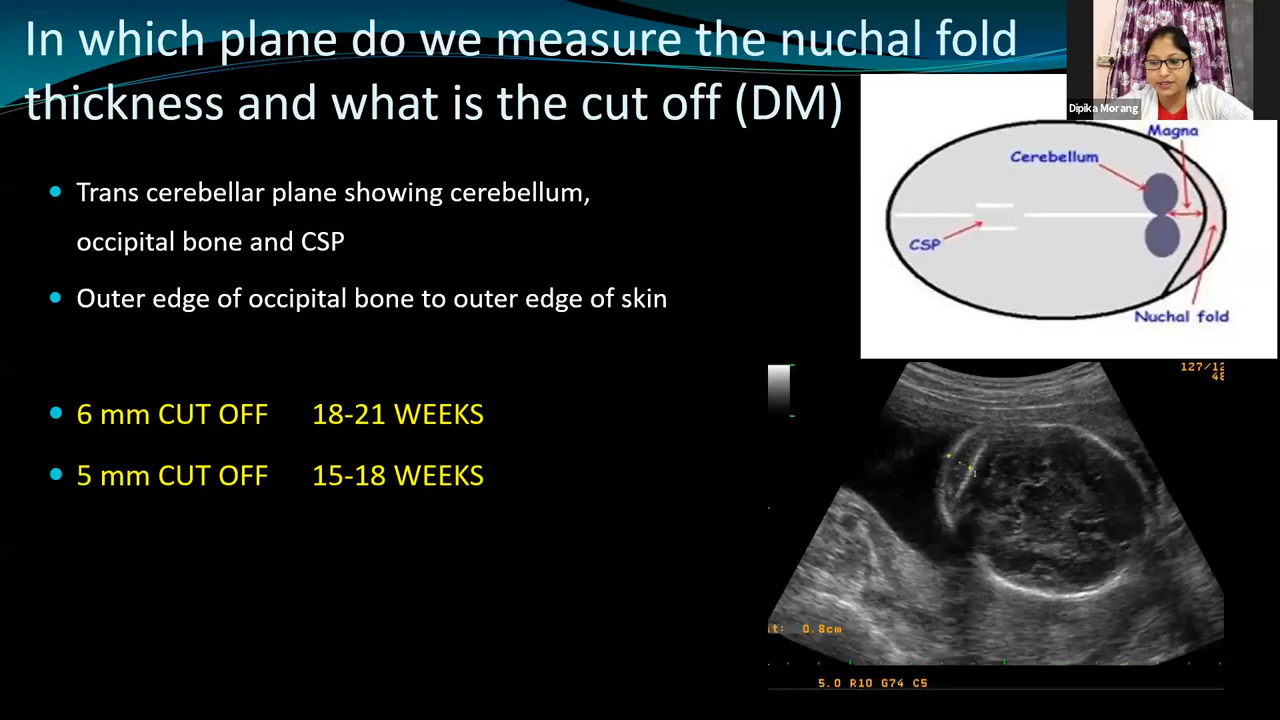 In which plane do we measure the nuchal fold
thickness and what is the cut off (DM)
Dipika Morang
Trans cerebellar plane showing cerebellum,
occipital bone and CSP
Outer edge of occipital bone to outer edge of skin
6 mm CUT OFF 18-21 WEEKS
5 mm CUT OFF 15-18 WEEKS
Magna
Cerebellum
CSP
Nuchal fold
127/12
48
1
t: 0.8cm
5.0 R10 G74 C5